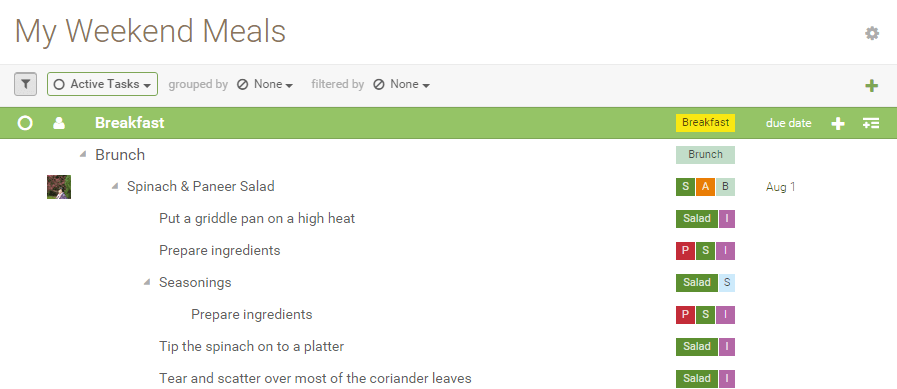 My Weekend Meals
Active Tasks grouped by None filtered by None
Breakfast Breakfast due date
Brunch Brunch
Spinach & Paneer Salad S A B Aug 1
Put a griddle pan on a high heat Salad I
Prepare ingredients P S I
Seasonings Salad S
Prepare ingredients P S I
Tip the spinach on to a platter Salad I
Tear and scatter over most of the coriander leaves Salad I